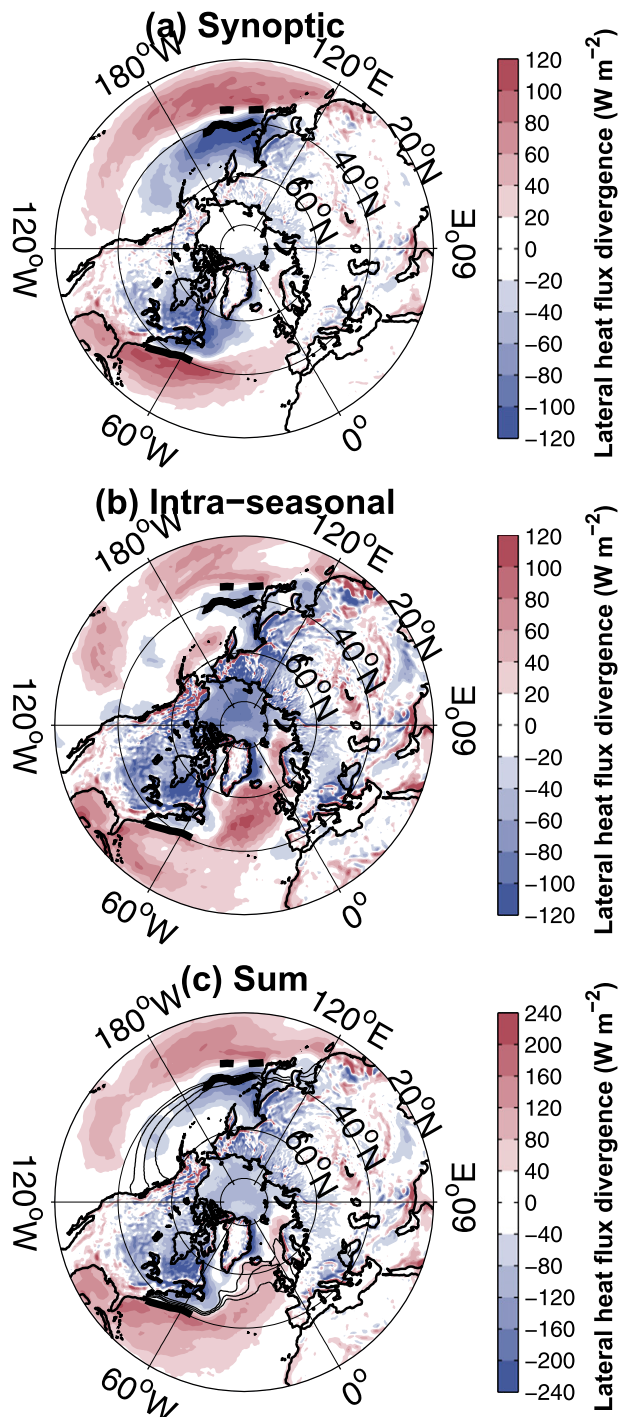 (a) Synoptic
180°W
120°E
20°N
40°N
60°N
120°W
60°E
60°W
0°
120
100
80
60
40
20
0
−20
−40
−60
−80
−100
−120
Lateral heat flux divergence (W m−2)
(b) Intra−seasonal
180°W
120°E
20°N
40°N
60°N
120°W
60°E
60°W
0°
120
100
80
60
40
20
0
−20
−40
−60
−80
−100
−120
Lateral heat flux divergence (W m−2)
(c) Sum
180°W
120°E
20°N
40°N
60°N
120°W
60°E
60°W
0°
240
200
160
120
80
40
0
−40
−80
−120
−160
−200
−240
Lateral heat flux divergence (W m−2)